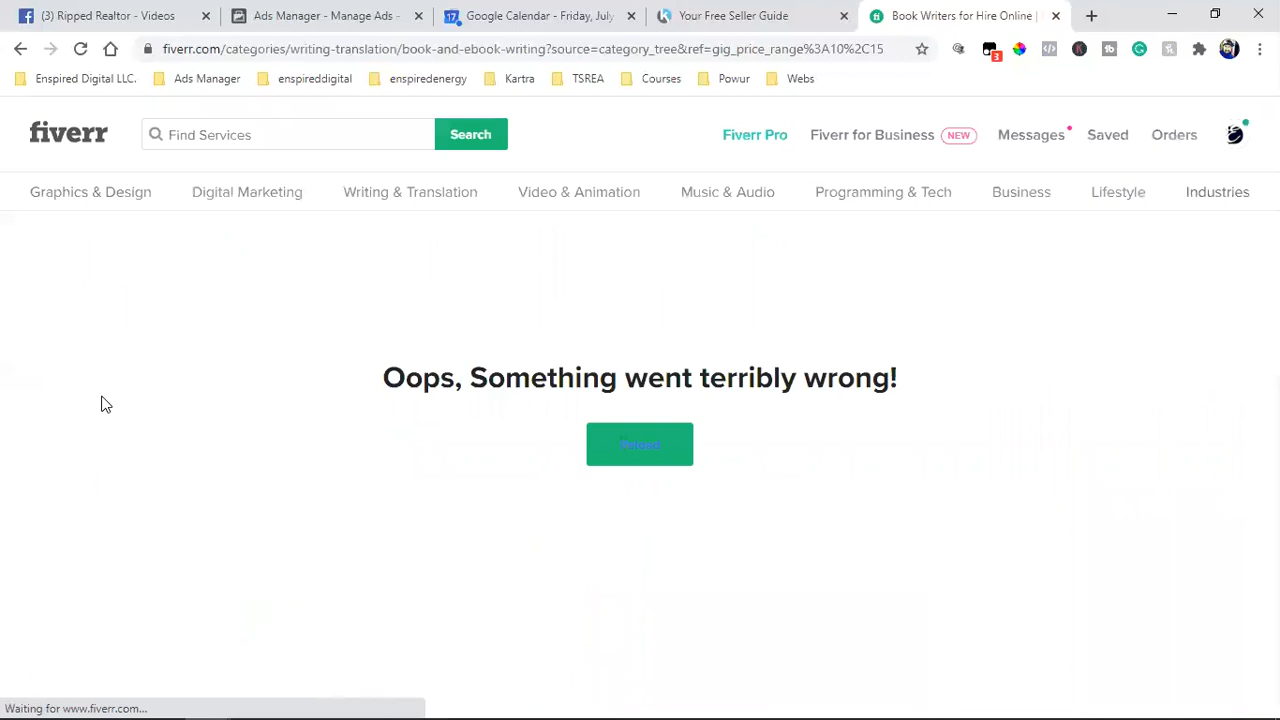 (3) Ripped Realtor - Videos
Ads Manager - Manage Ads -
Google Calendar - Friday, July
Your Free Seller Guide
Book Writers for Hire Online |
fiverr.com/categories/writing-translation/book-and-ebook-writing?source=category_tree&ref=gig_price_range%3A10%2C15
3
Enspired Digital LLC.
Ads Manager
enspireddigital
enspiredenergy
Kartra
TSREA
Courses
Powur
Webs
fiverr
Find Services
Search
Fiverr Pro
Fiverr for Business
NEW
Messages
Saved
Orders
Graphics & Design
Digital Marketing
Writing & Translation
Video & Animation
Music & Audio
Programming & Tech
Business
Lifestyle
Industries
Oops, Something went terribly wrong!
Reload
Waiting for www.fiverr.com...